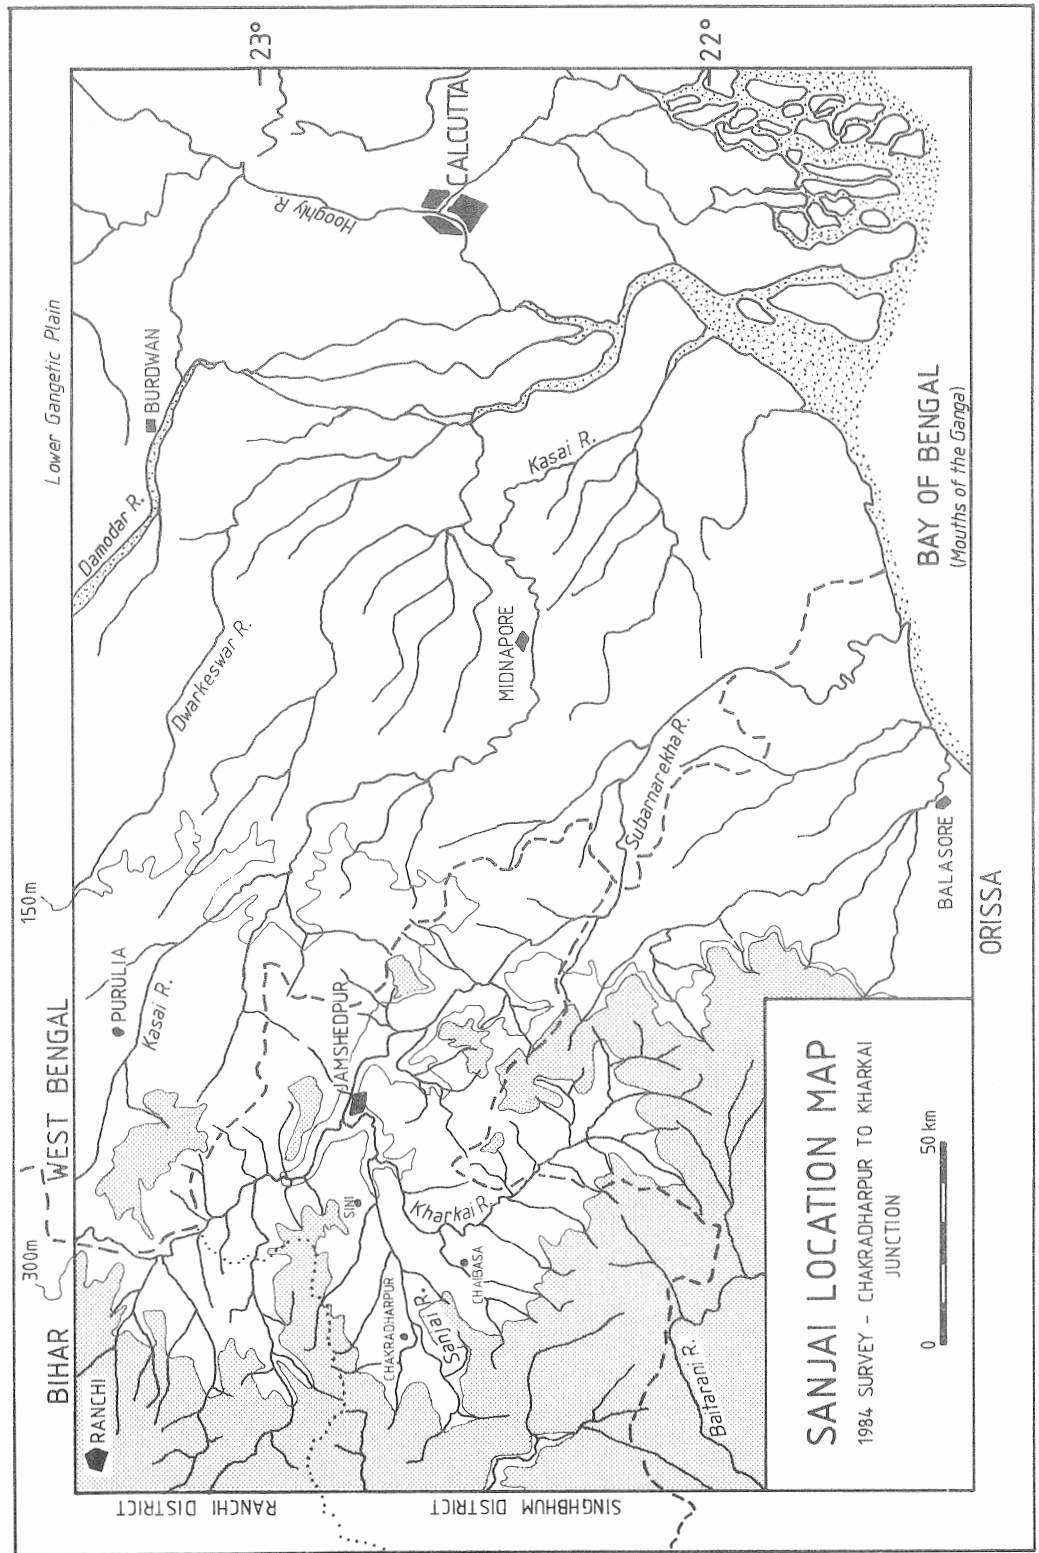 BIHAR
WEST BENGAL
300m
150m
Lower Gangetic Plain
RANCHI
PURULIA
BURDWAN
Damodar R.
Kasai R.
Dwarkeswar R.
Hooghly R.
23°
CALCUTTA
RANCHI DISTRICT
SINGHBHUM DISTRICT
SINI
JAMSHEDPUR
CHAKRADHARPUR
Sanjai R.
Kharkai R.
CHAIBASA
MIDNAPORE
Kasai R.
Subarnarekha R.
22°
Baitarani R.
BALASORE
ORISSA
BAY OF BENGAL
(Mouths of the Ganga)
SANJAI LOCATION MAP
1984 SURVEY – CHAKRADHARPUR TO KHARKAI
JUNCTION
0 50 km